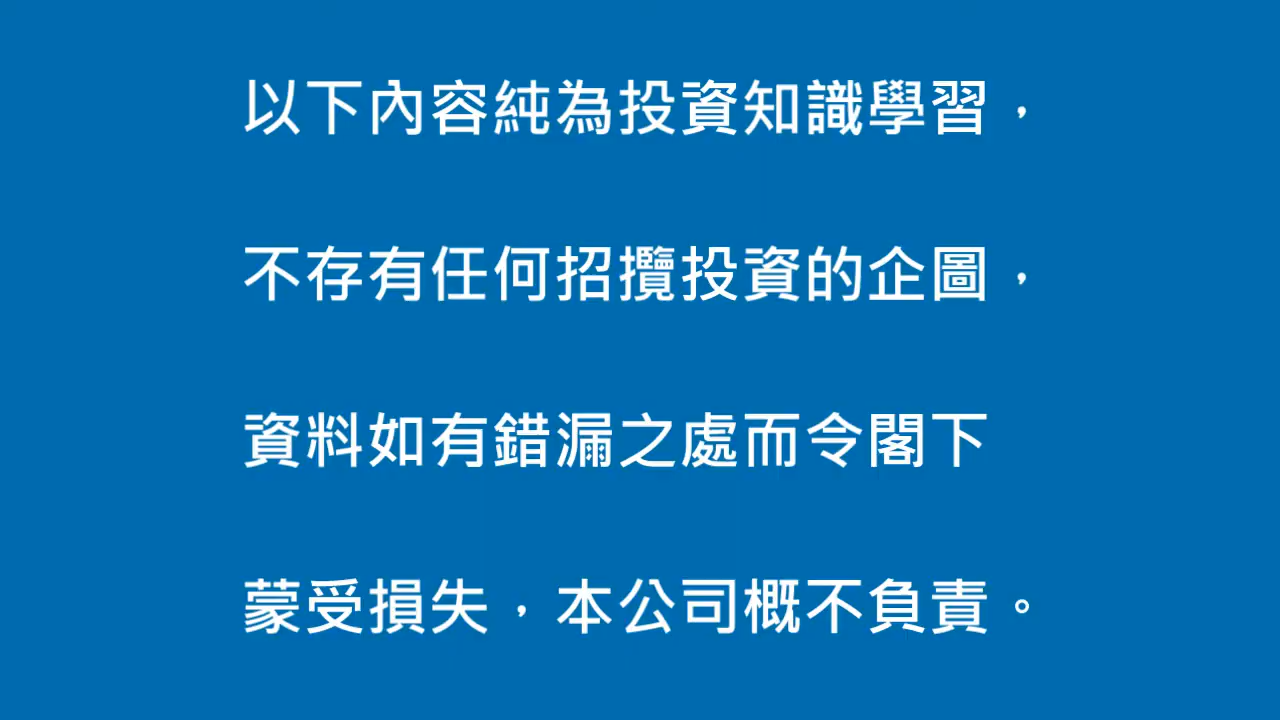 以下內容純為投資知識學習，
不存有任何招攬投資的企圖，
資料如有錯漏之處而令閣下
蒙受損失，本公司概不負責。